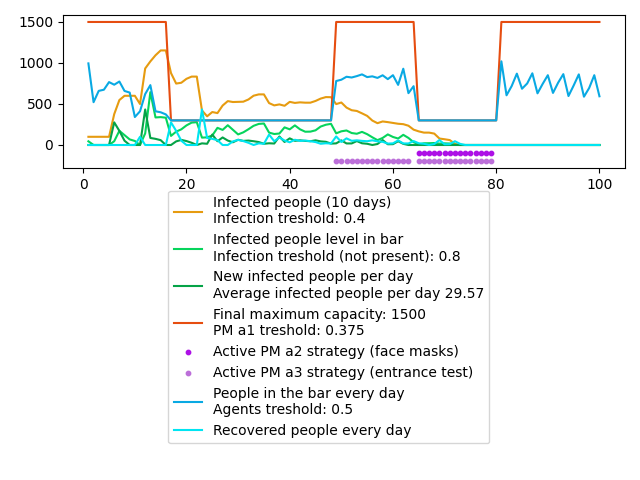 1500
1000
500
0
0
20
40
60
80
100
Infected people (10 days)
Infection treshold: 0.4
Infected people level in bar
Infection treshold (not present): 0.8
New infected people per day
Average infected people per day 29.57
Final maximum capacity: 1500
PM a1 treshold: 0.375
Active PM a2 strategy (face masks)
Active PM a3 strategy (entrance test)
People in the bar every day
Agents treshold: 0.5
Recovered people every day